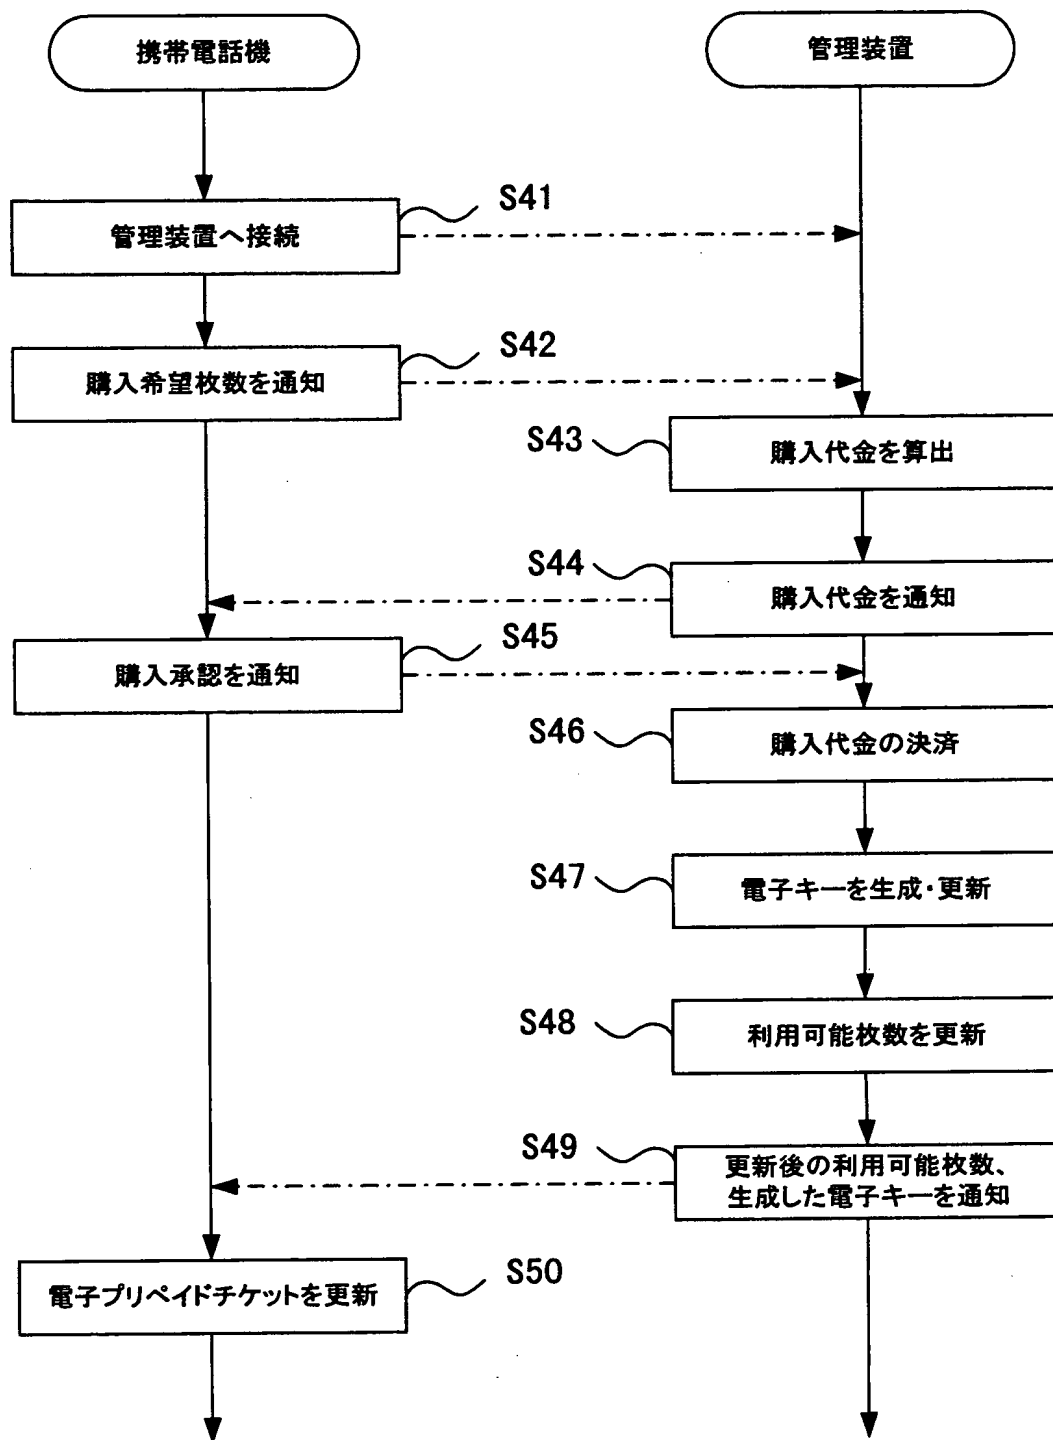 携帯電話機
管理装置
S41
管理装置へ接続
S42
購入希望枚数を通知
S43
購入代金を算出
S44
購入代金を通知
S45
購入承認を通知
S46
購入代金の決済
S47
電子キーを生成・更新
S48
利用可能枚数を更新
S49
更新後の利用可能枚数、
生成した電子キーを通知
S50
電子プリペイドチケットを更新